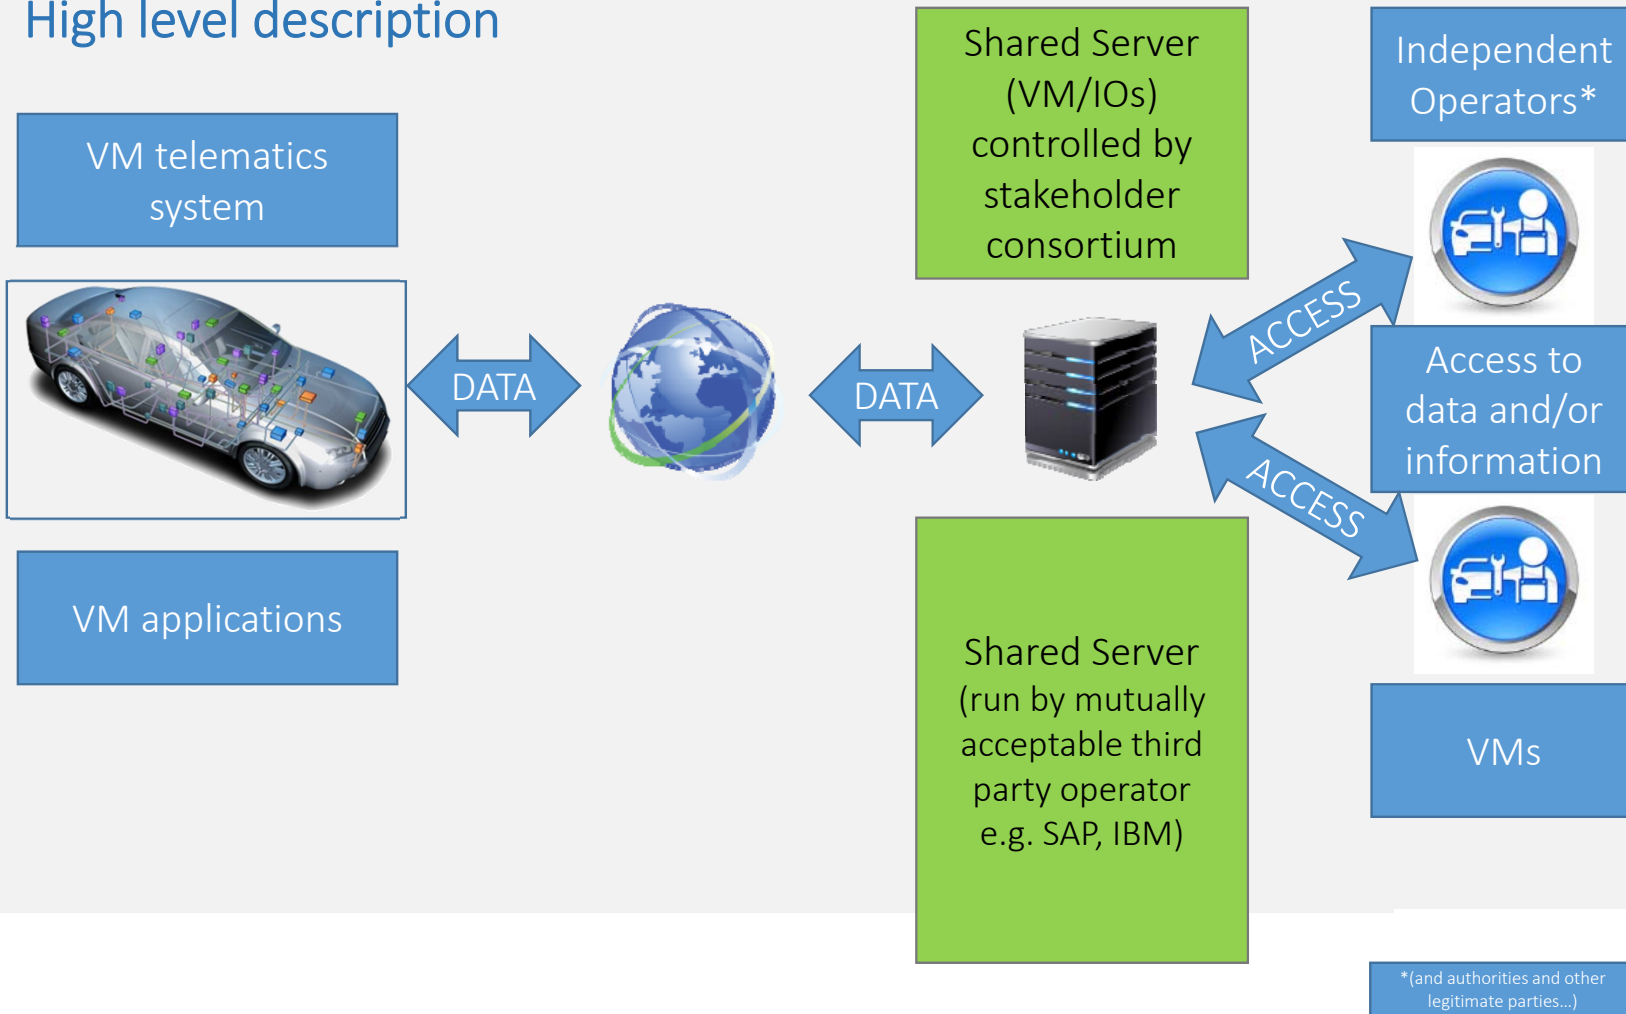 High level description
VM telematics
system
VM applications
DATA
DATA
Shared Server
(VM/IOs)
controlled by
stakeholder
consortium
Shared Server
(run by mutually
acceptable third
party operator
e.g. SAP, IBM)
ACCESS
ACCESS
Independent
Operators*
Access to
data and/or
information
VMs
*(and authorities and other
legitimate parties...)